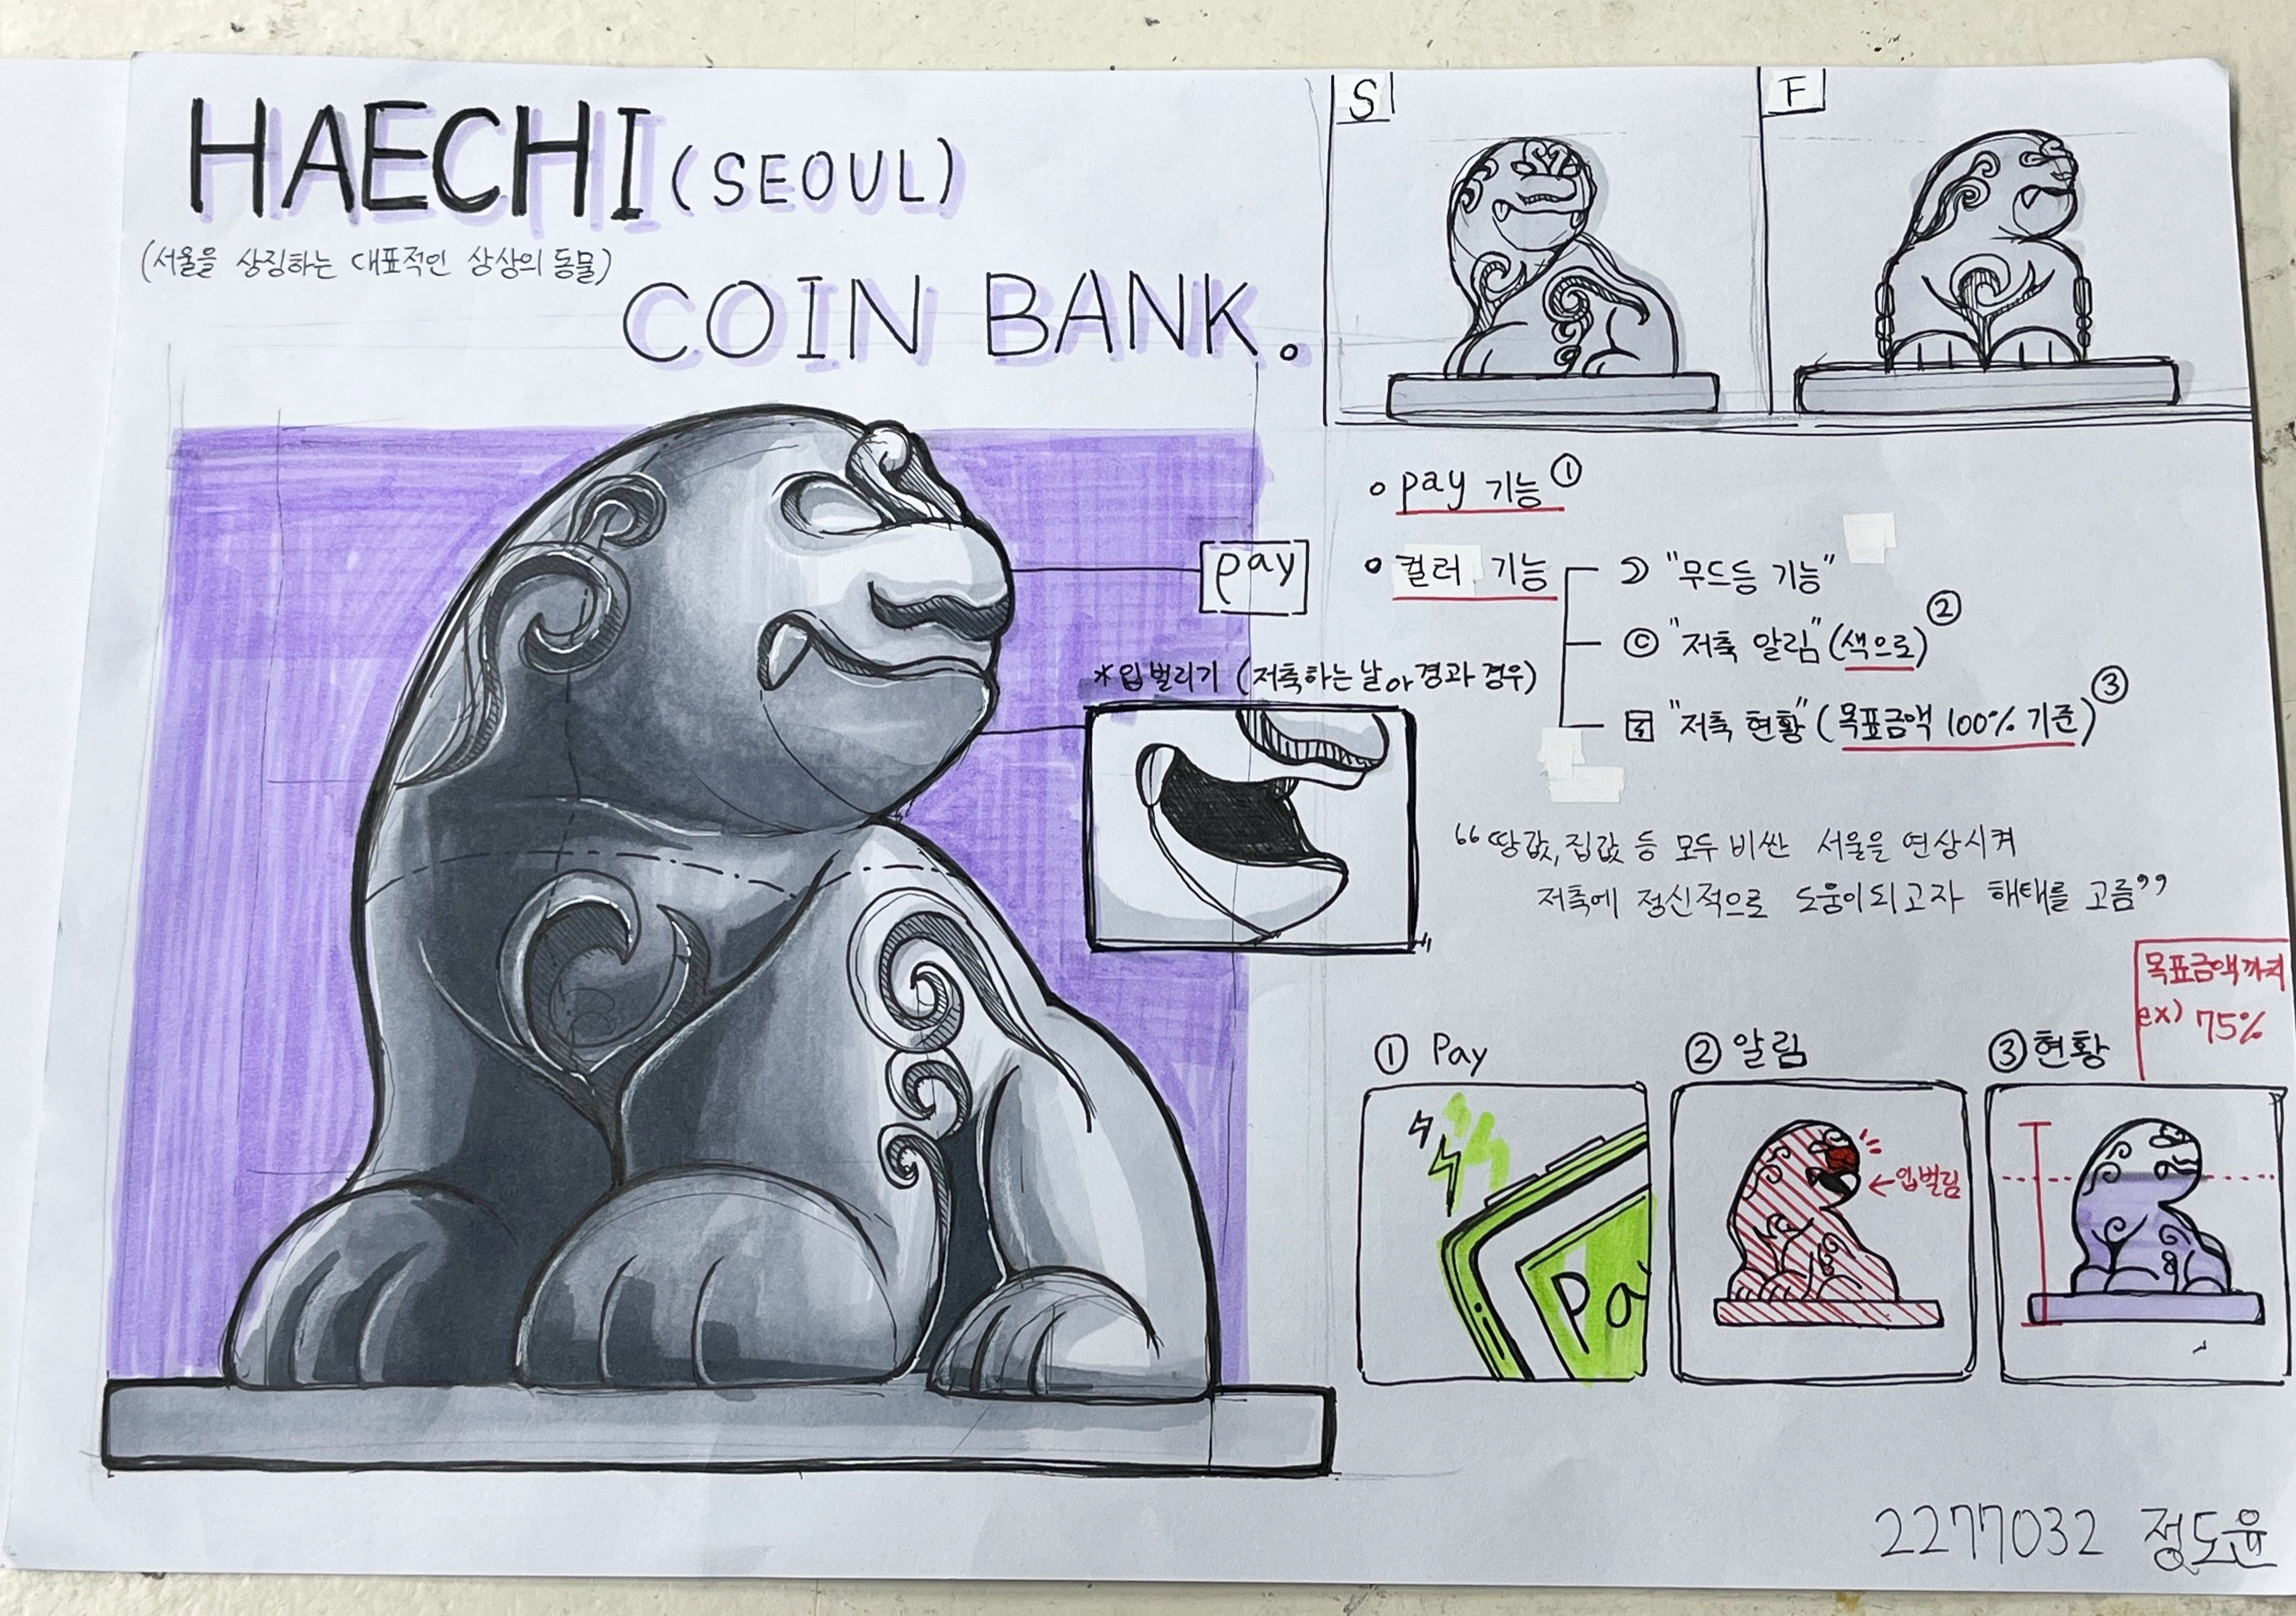 HAECHI (SEOUL)
(서울을 상징하는 대표적인 상상의 동물)
COIN BANK.
S
F
pay
*입벌리기 (저축하는 날 아 경과 경우)
○ pay 기능 ①
○ 컬러 기능
"무드등 기능"
© "저축 알림" (색으로) ②
"저축 현황" (목표금액 100% 기준) ③
"땅값, 집값 등 모두 비싼 서울을 연상시켜
저축에 정신적으로 도움이되고자 해태를 고름"
목표금액까지
ex) 75%
① Pay
② 알림
③ 현황
Pa
←입벌림
2277032 정도윤